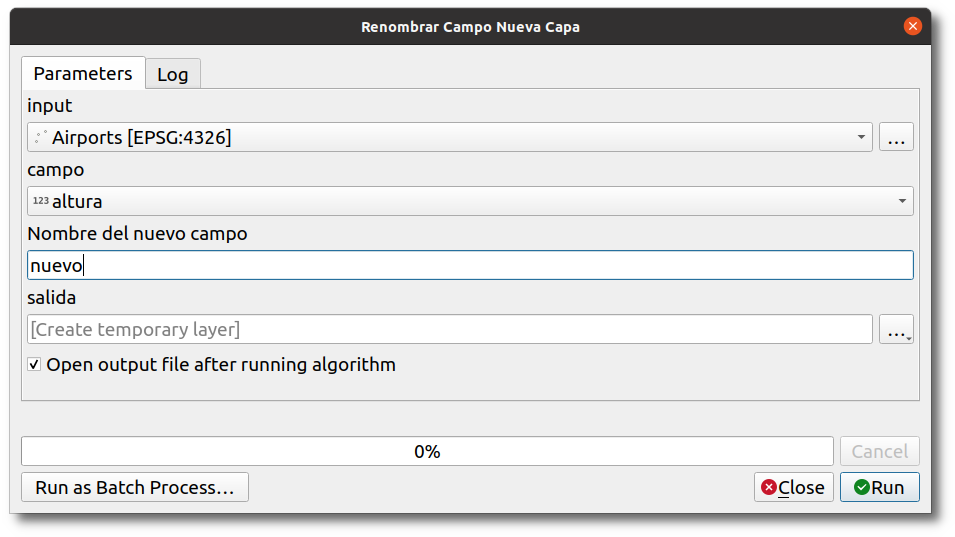 Renombrar Campo Nueva Capa
Parameters Log
input
Airports [EPSG:4326] ...
campo
123 altura
Nombre del nuevo campo
nuevo
salida
[Create temporary layer] ...
Open output file after running algorithm
0% Cancel
Run as Batch Process... Close Run